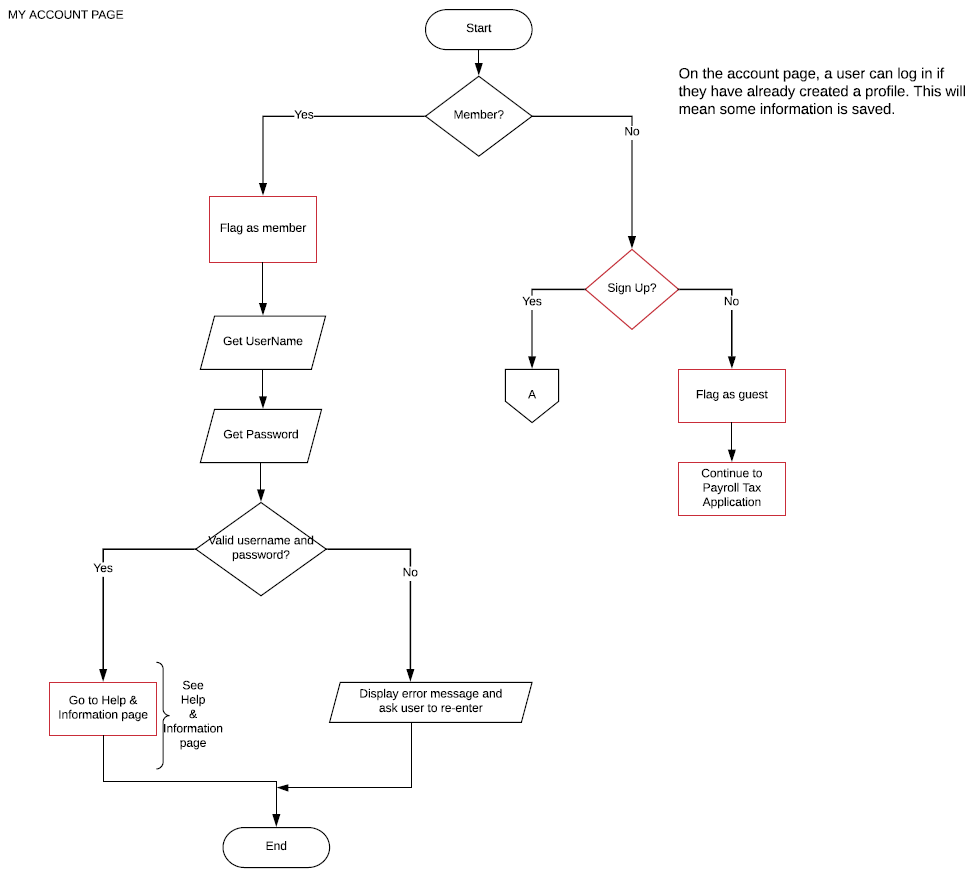 MY ACCOUNT PAGE
Start
On the account page, a user can log in if
they have already created a profile. This will
mean some information is saved.
Member?
Yes
No
Flag as member
Sign Up?
Yes
No
Get UserName
A
Flag as guest
Get Password
Continue to
Payroll Tax
Application
Valid username and
password?
Yes
No
Go to Help &
Information page
See
Help
&
Information
page
Display error message and
ask user to re-enter
End